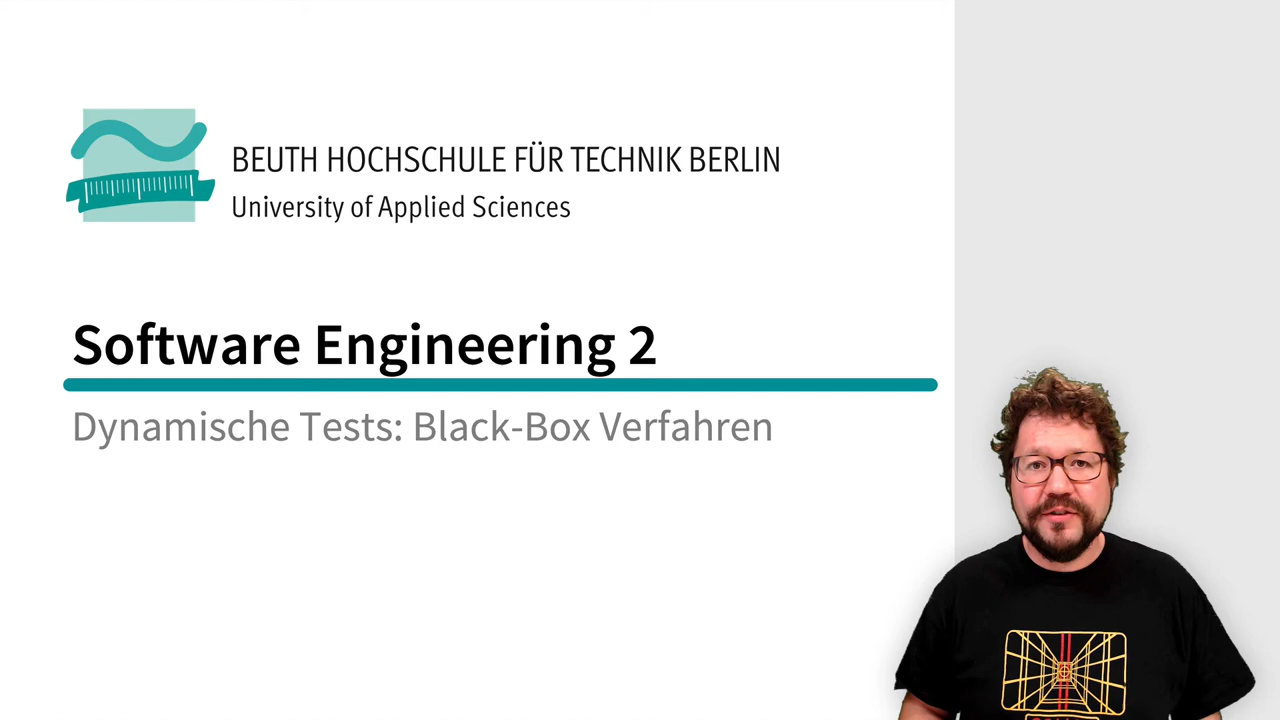 BEUTH HOCHSCHULE FÜR TECHNIK BERLIN
University of Applied Sciences
Software Engineering 2
Dynamische Tests: Black-Box Verfahren